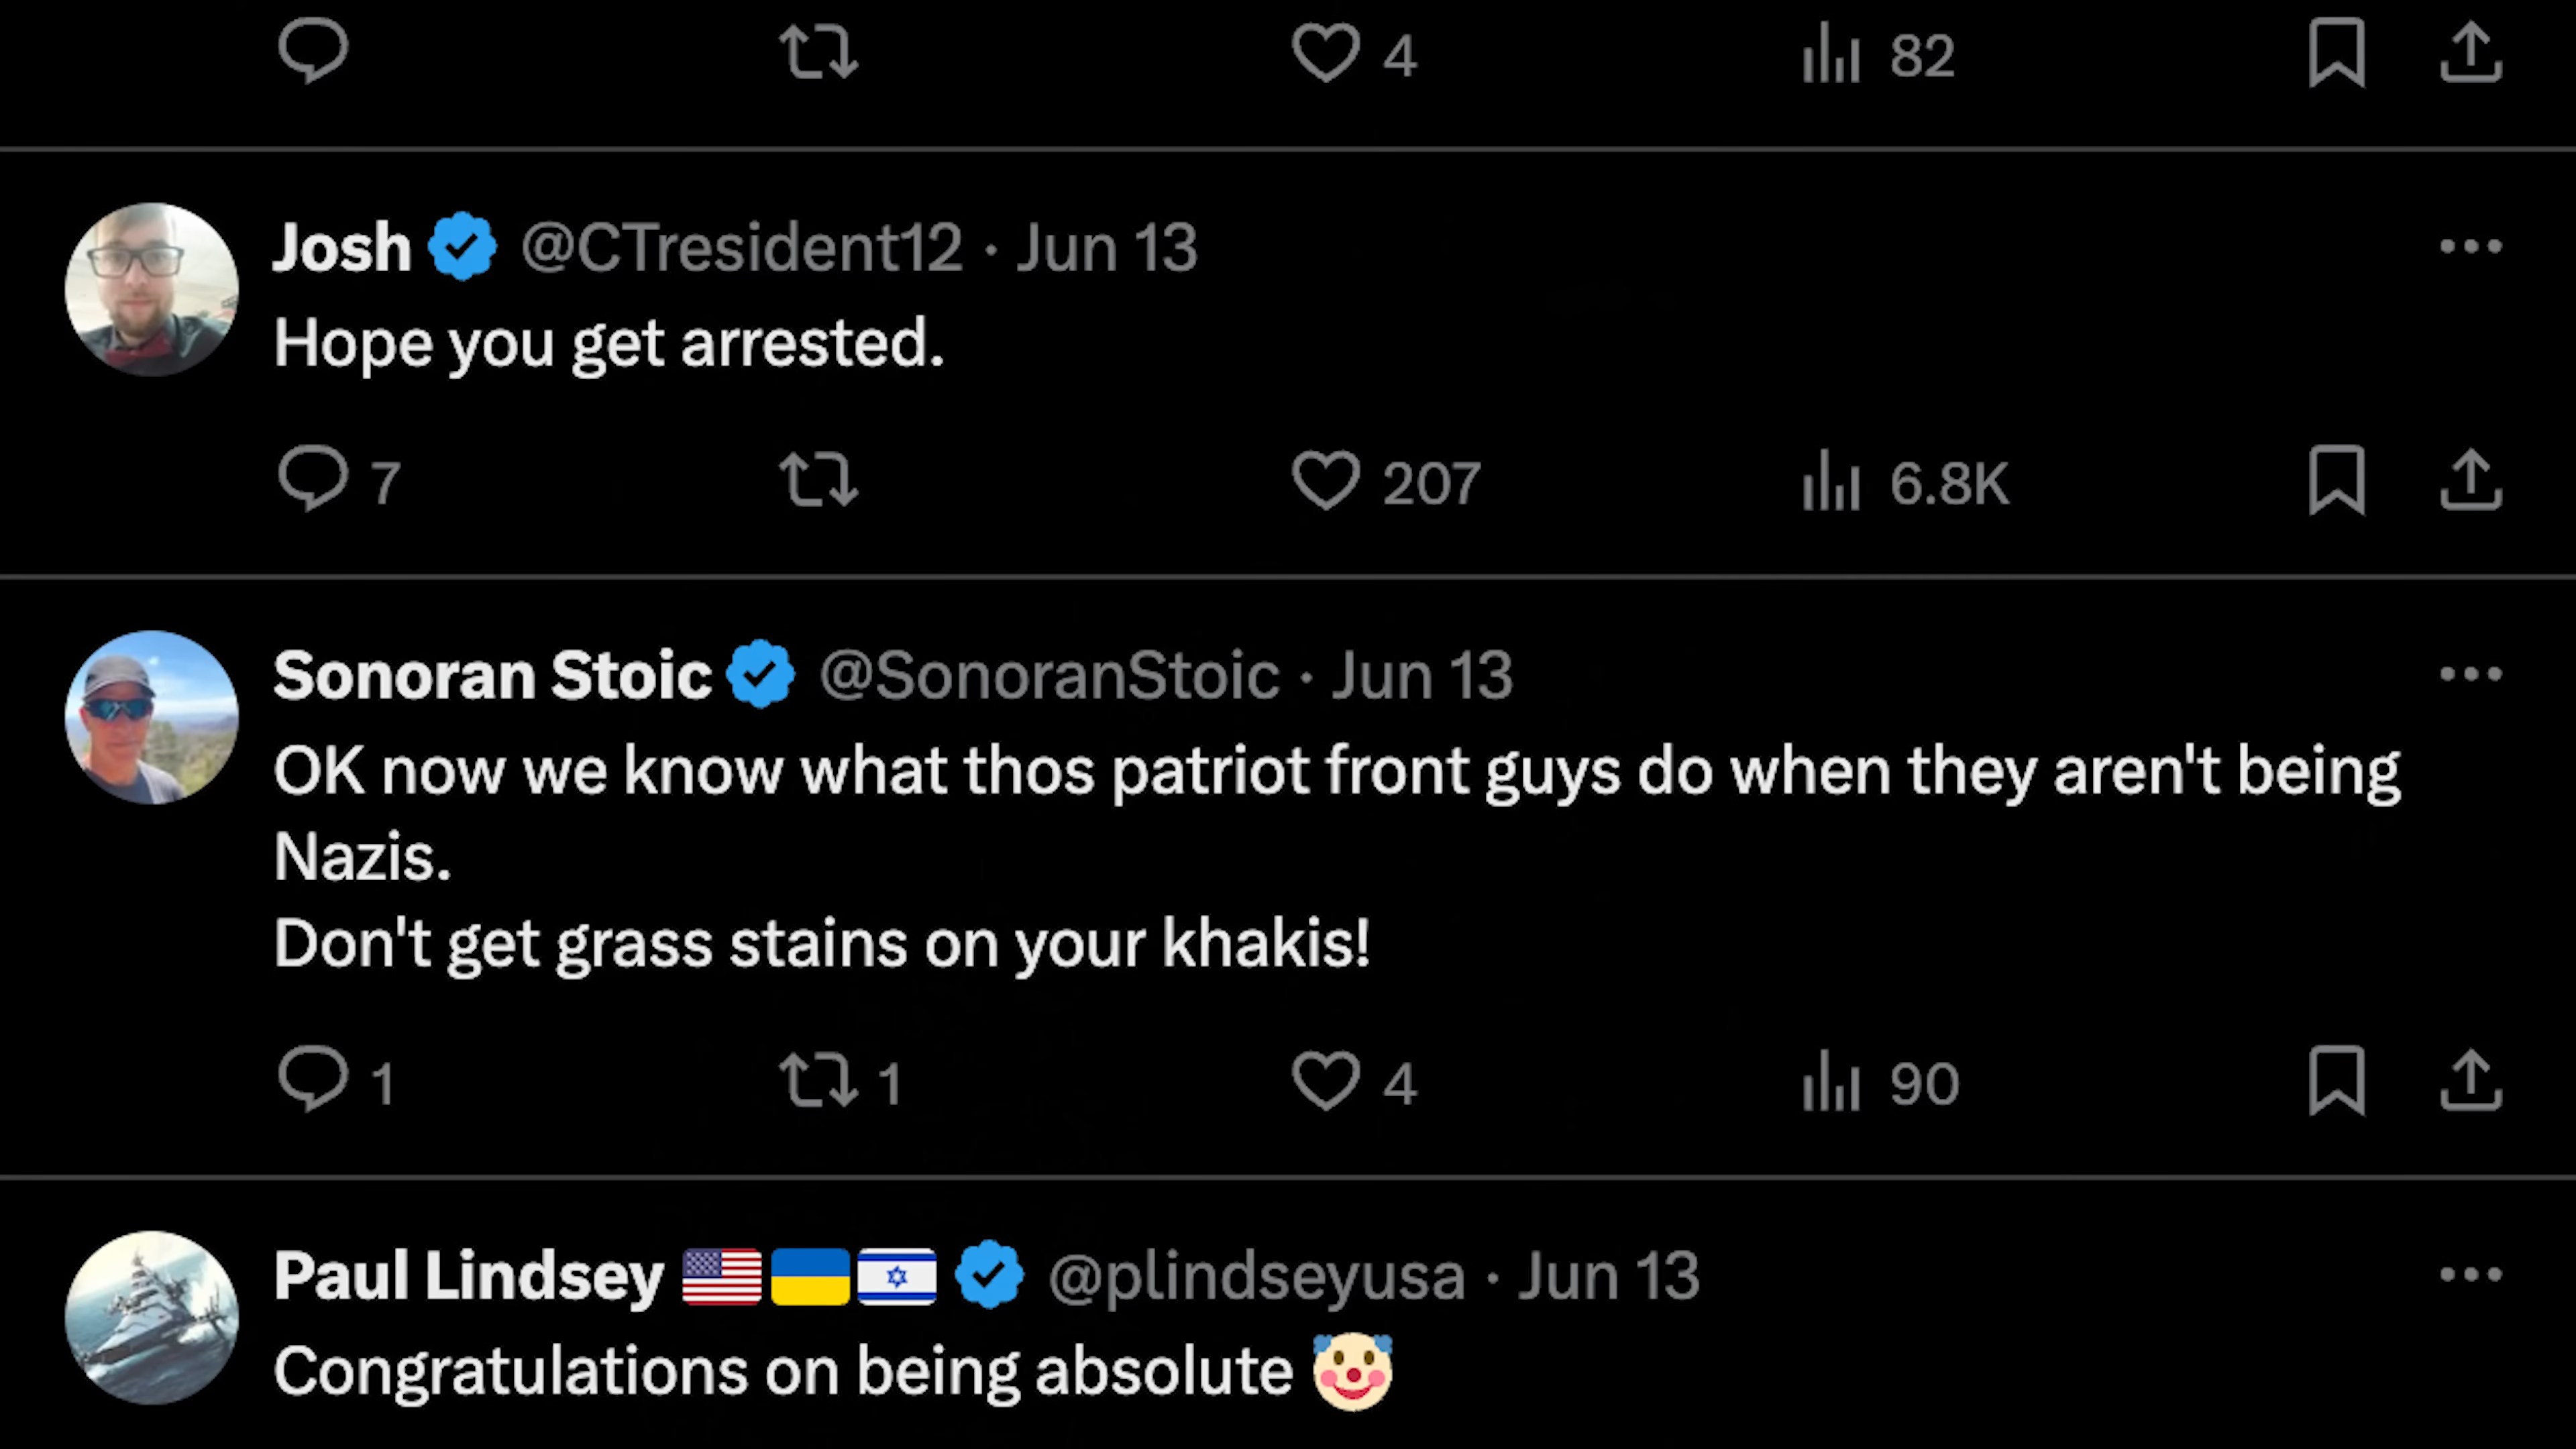 4 82
Josh @CTresident12 · Jun 13
Hope you get arrested.
7 207 6.8K
Sonoran Stoic @SonoranStoic · Jun 13
OK now we know what thos patriot front guys do when they aren't being
Nazis.
Don't get grass stains on your khakis!
1 1 4 90
Paul Lindsey 🇺🇸🇺🇦🇮🇱 @plindseyusa · Jun 13
Congratulations on being absolute 🤡